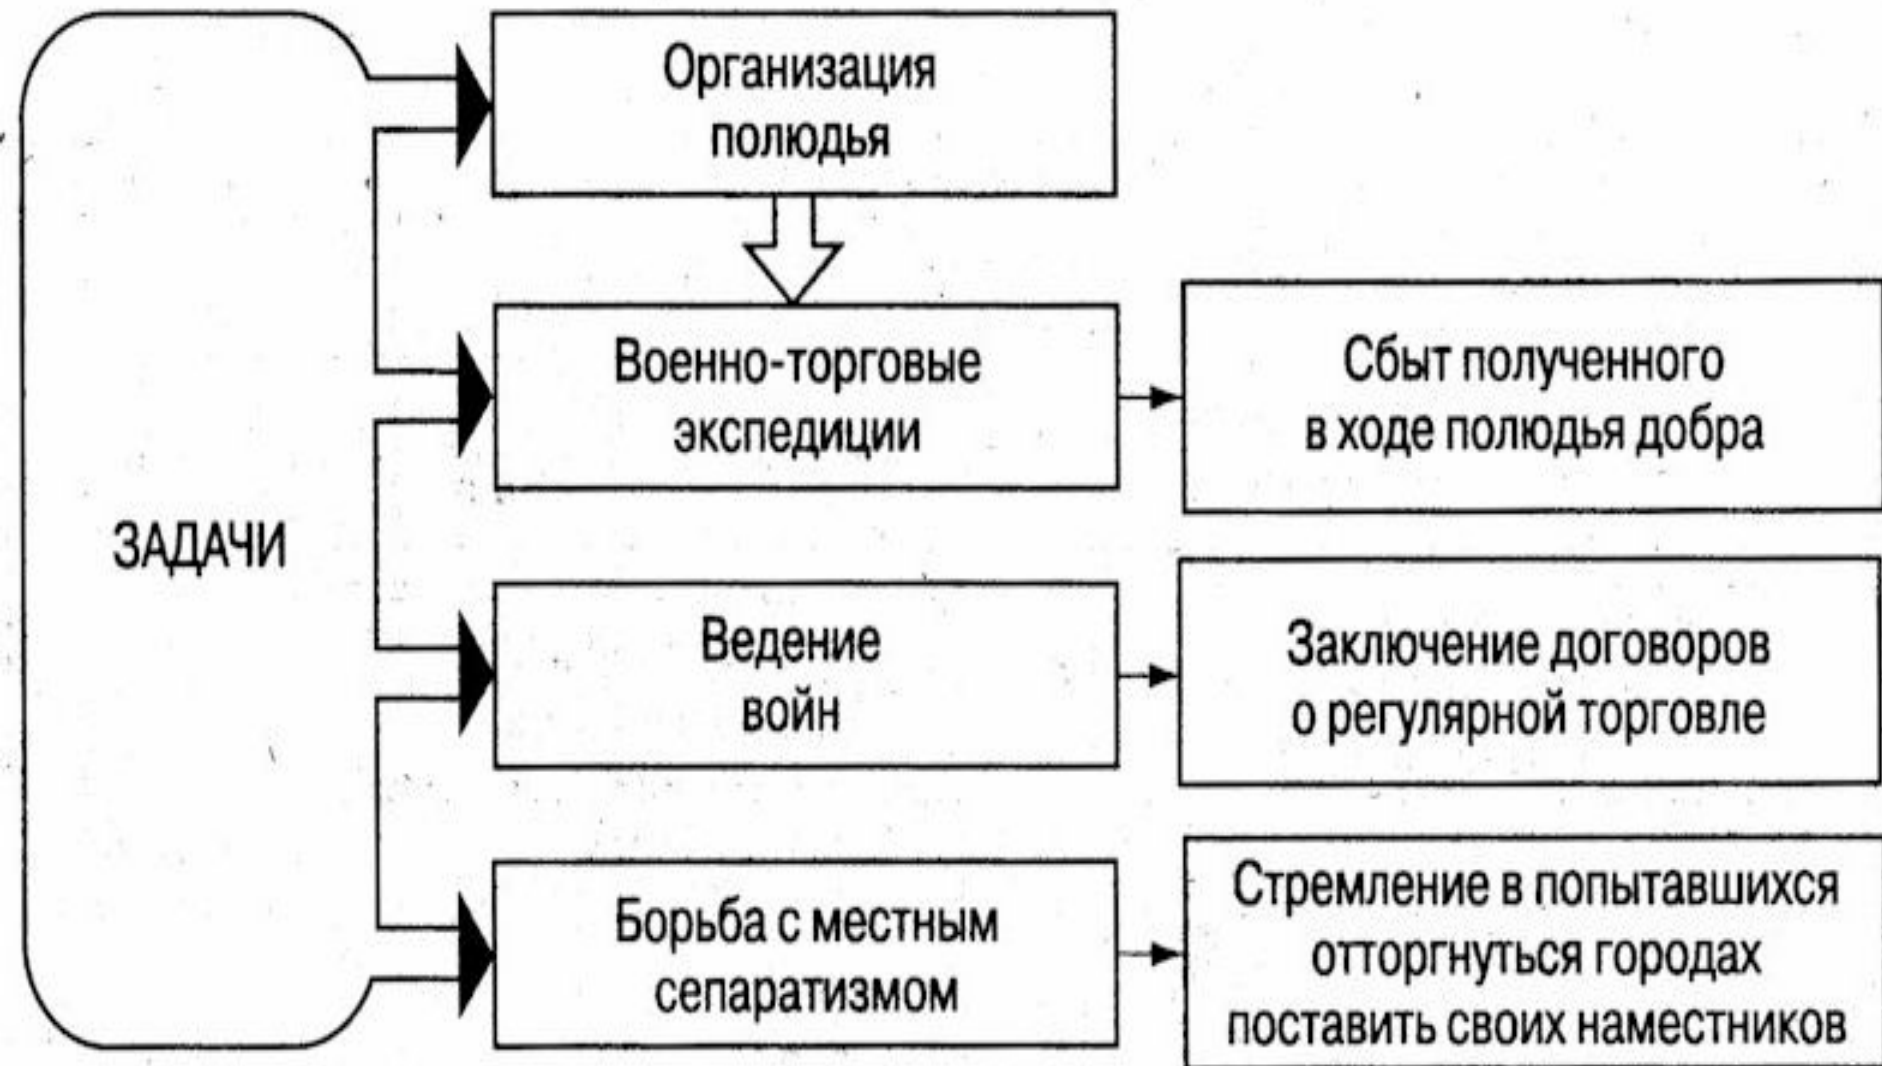 Организация
полюдья
Военно-торговые
экспедиции
Сбыт полученного
в ходе полюдья добра
ЗАДАЧИ
Ведение
войн
Заключение договоров
о регулярной торговле
Борьба с местным
сепаратизмом
Стремление в попытавшихся
отторгнуться городах
поставить своих наместников